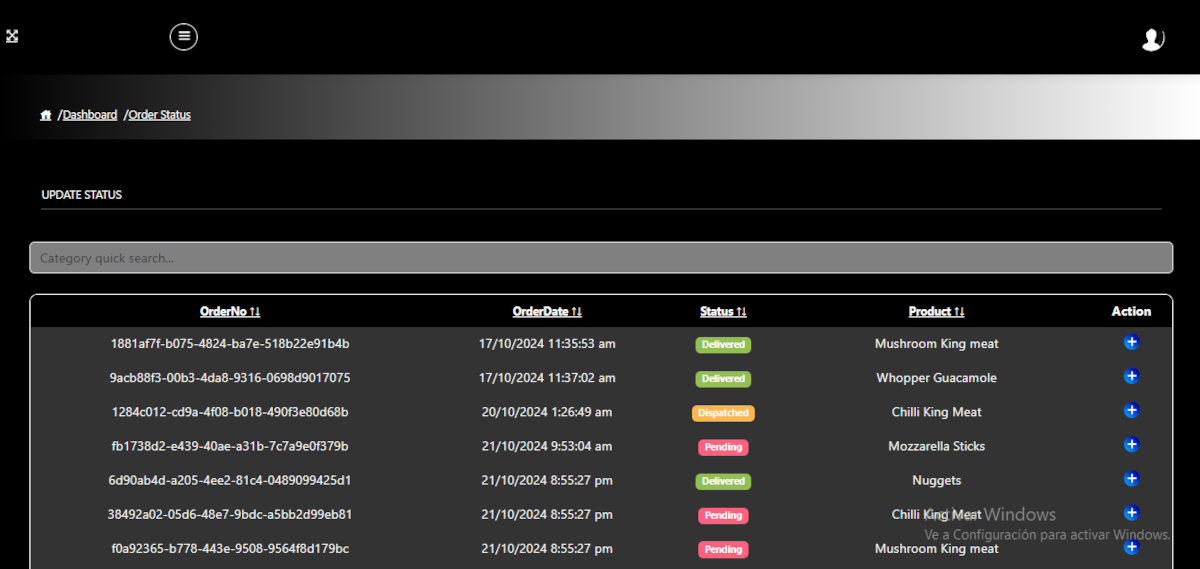 /Dashboard /Order Status
UPDATE STATUS
Category quick search...
OrderNo ↑↓ OrderDate ↑↓ Status ↑↓ Product ↑↓ Action
1881af7f-b075-4824-ba7e-518b22e91b4b 17/10/2024 11:35:53 am Delivered Mushroom King meat
9acb88f3-00b3-4da8-9316-0698d9017075 17/10/2024 11:37:02 am Delivered Whopper Guacamole
1284c012-cd9a-4f08-b018-490f3e80d68b 20/10/2024 1:26:49 am Dispatched Chilli King Meat
fb1738d2-e439-40ae-a31b-7c7a9e0f379b 21/10/2024 9:53:04 am Pending Mozzarella Sticks
6d90ab4d-a205-4ee2-81c4-0489099425d1 21/10/2024 8:55:27 pm Delivered Nuggets
38492a02-05d6-48e7-9bdc-a5bb2d99eb81 21/10/2024 8:55:27 pm Pending Chilli King Meat
Activar Windows
Ve a Configuración para activar Windows.
f0a92365-b778-443e-9508-9564f8d179bc 21/10/2024 8:55:27 pm Pending Mushroom King meat